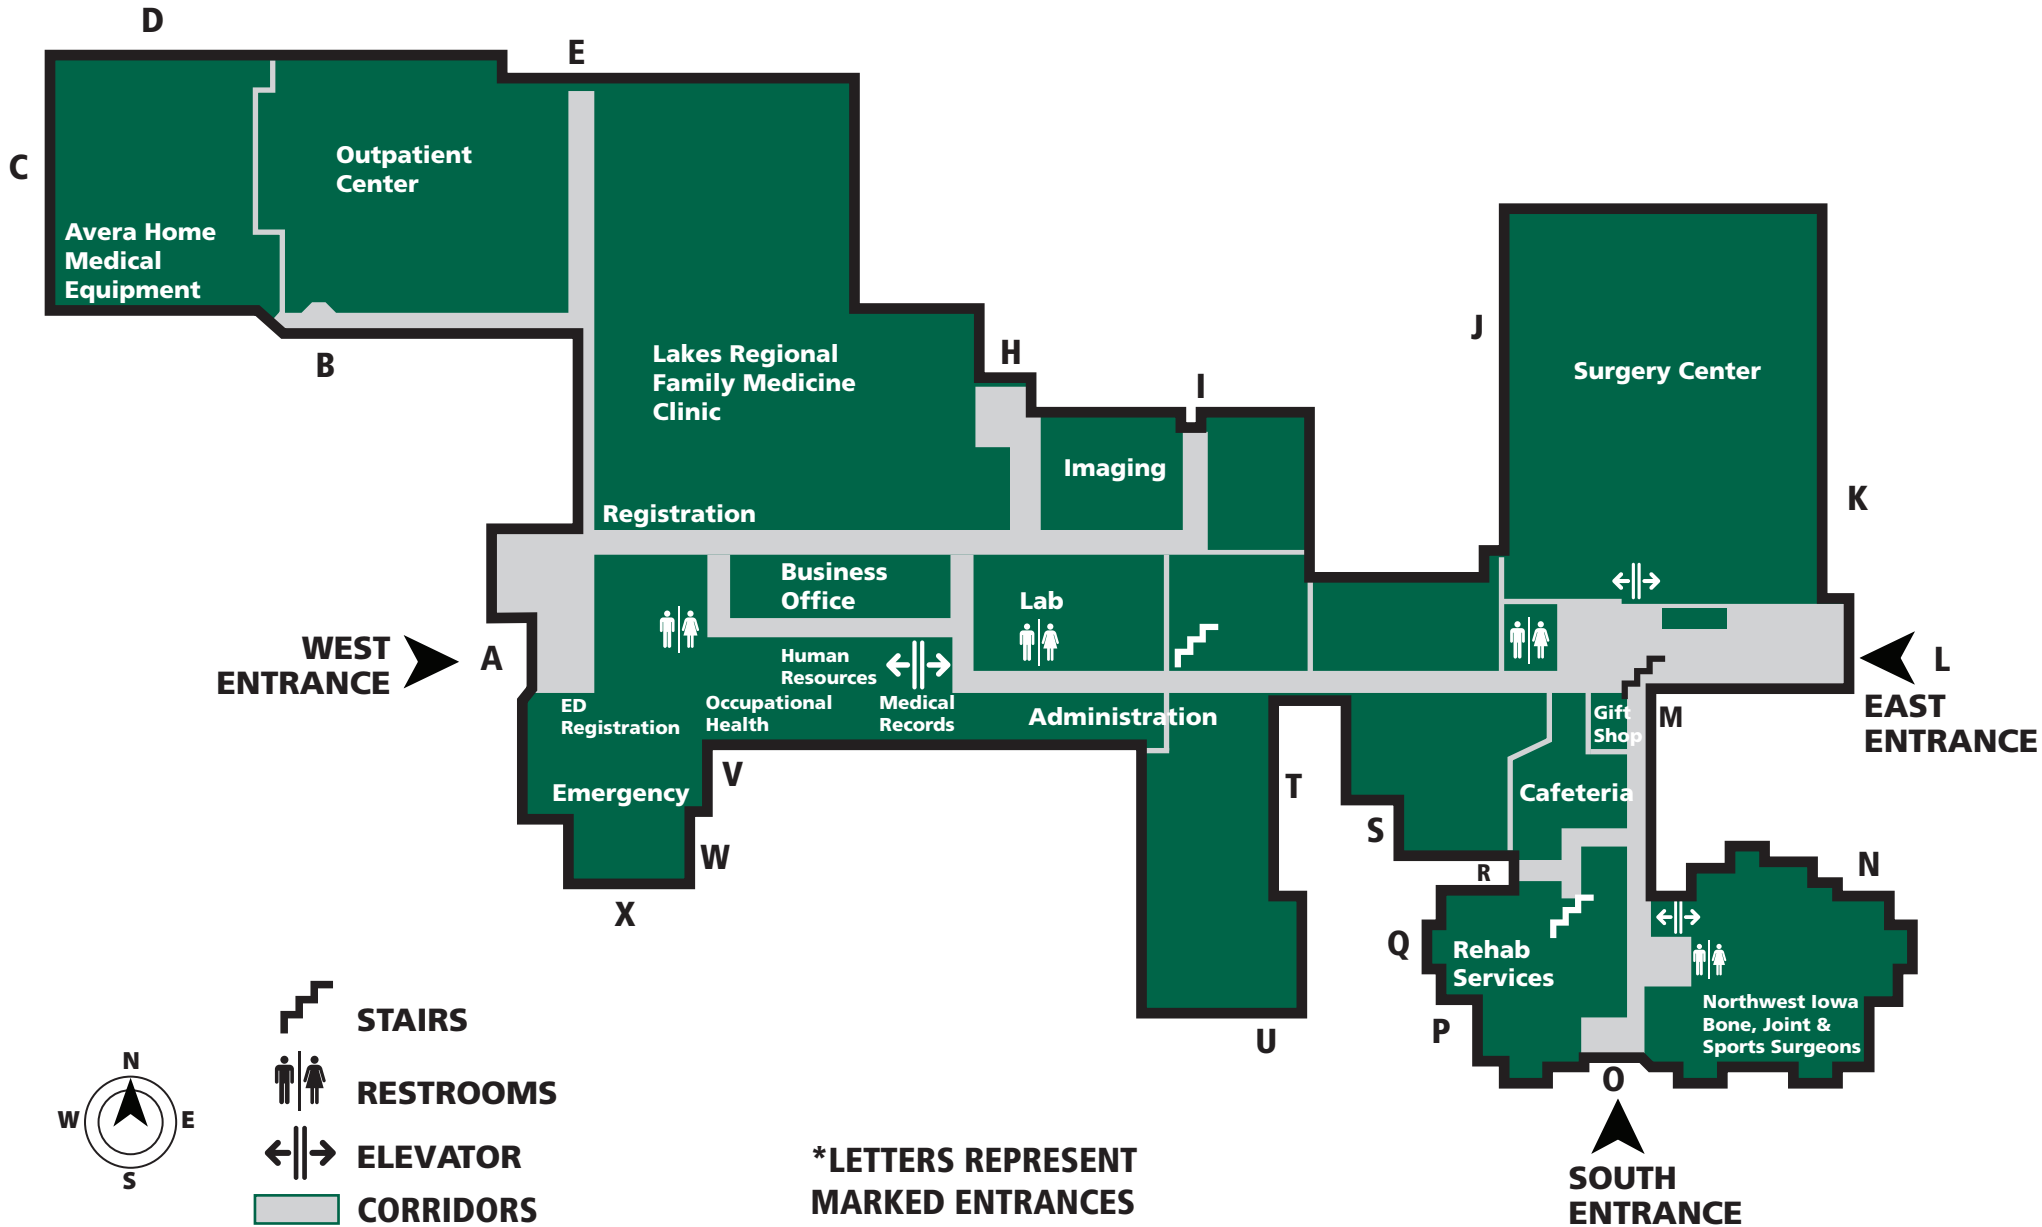 D
E
C
Outpatient
Center
Avera Home
Medical
Equipment
B
Lakes Regional
Family Medicine
Clinic
H
I
J
Surgery Center
Imaging
K
Registration
Business
Office
Lab
WEST
ENTRANCE
A
Human
Resources
L
EAST
ENTRANCE
ED
Registration
Occupational
Health
Medical
Records
Administration
Gift
Shop
M
V
T
Emergency
Cafeteria
S
W
R
N
X
Q
Rehab
Services
Northwest Iowa
Bone, Joint &
Sports Surgeons
P
U
O
STAIRS
RESTROOMS
ELEVATOR
CORRIDORS
N
W
E
S
*LETTERS REPRESENT
MARKED ENTRANCES
SOUTH
ENTRANCE